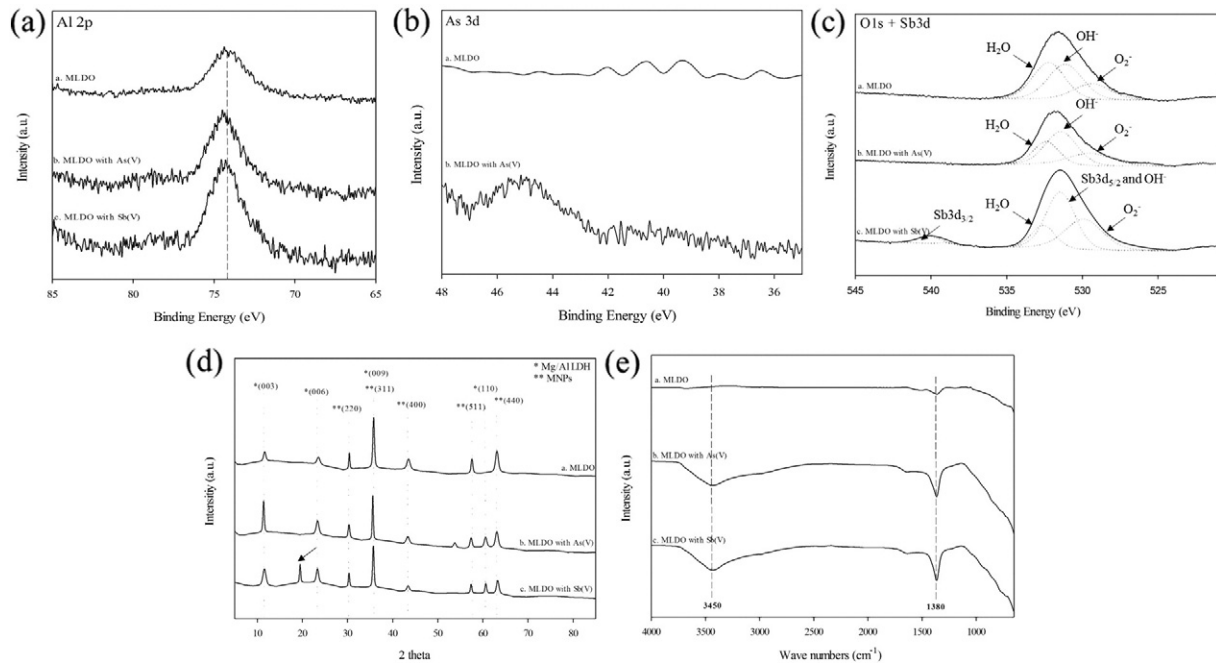 (a)
Al 2p
a. MLDO
b. MLDO with As(V)
c. MLDO with Sb(V)
Intensity (a.u.)
85 80 75 70 65
Binding Energy (eV)
(b)
As 3d
a. MLDO
b. MLDO with As(V)
Intensity (a.u.)
48 46 44 42 40 38 36
Binding Energy (eV)
(c)
O1s + Sb3d
H2O
OH-
O2-
a. MLDO
H2O
OH-
O2-
b. MLDO with As(V)
Sb3d3/2
H2O
Sb3d5/2 and OH-
O2-
c. MLDO with Sb(V)
Intensity (a.u.)
545 540 535 530 525
Binding Energy (eV)
(d)
* Mg/Al LDH
** MNPs
*(003)
*(006)
**(220)
*(009)
**(311)
**(400)
**(511)
*(110)
**(440)
a. MLDO
b. MLDO with As(V)
c. MLDO with Sb(V)
Intensitiy (a.u.)
10 20 30 40 50 60 70 80
2 theta
(e)
a. MLDO
b. MLDO with As(V)
c. MLDO with Sb(V)
3450
1380
Intensity (a.u.)
4000 3500 3000 2500 2000 1500 1000
Wave numbers (cm-1)